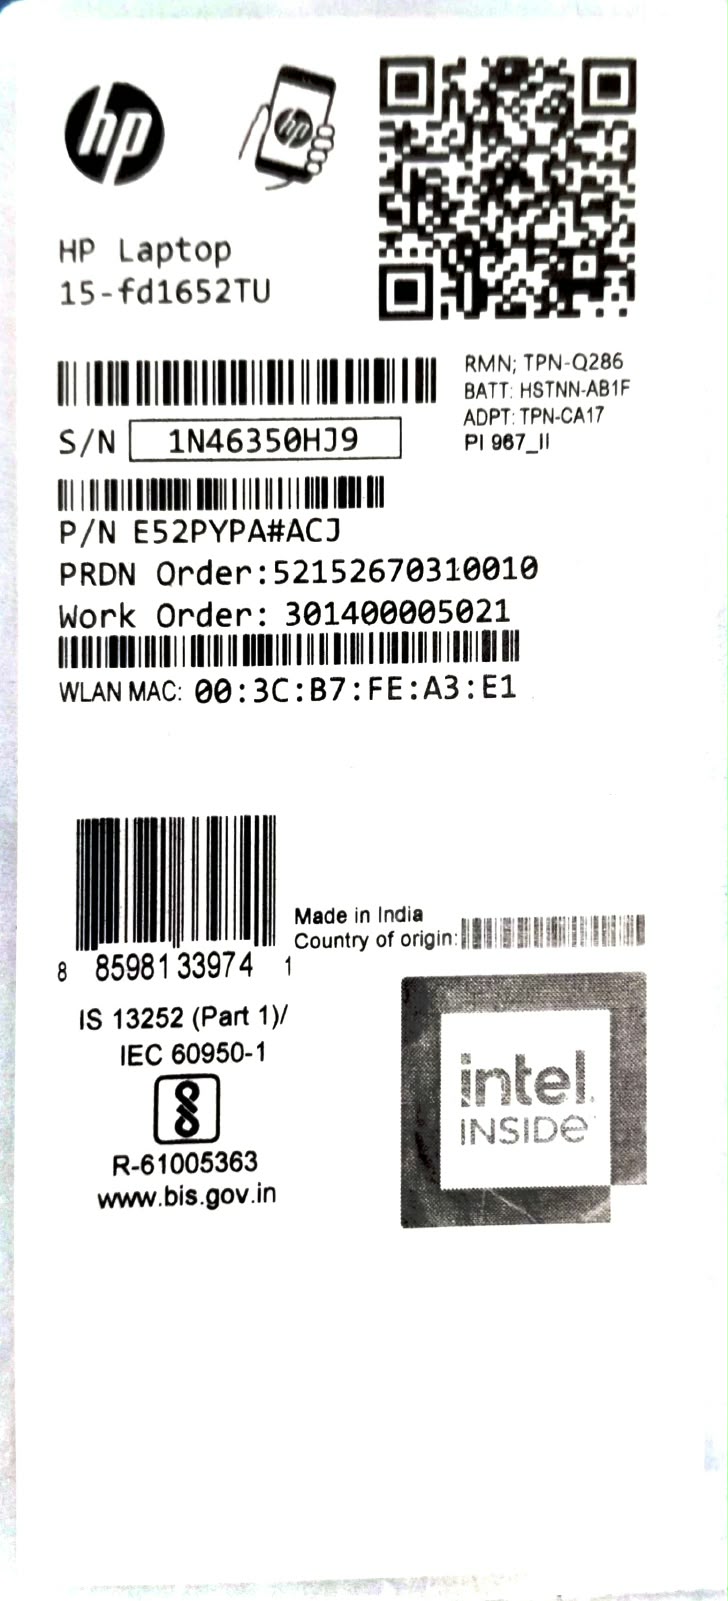 hp
hp
HP Laptop
15-fd1652TU
RMN; TPN-Q286
BATT: HSTNN-AB1F
ADPT: TPN-CA17
PI 967_II
S/N 1N46350HJ9
P/N E52PYPA#ACJ
PRDN Order:52152670310010
Work Order: 301400005021
WLAN MAC: 00:3C:B7:FE:A3:E1
8 85981 33974 1
Made in India
Country of origin:
IS 13252 (Part 1)/
IEC 60950-1
R-61005363
www.bis.gov.in
intel.
INSIDe